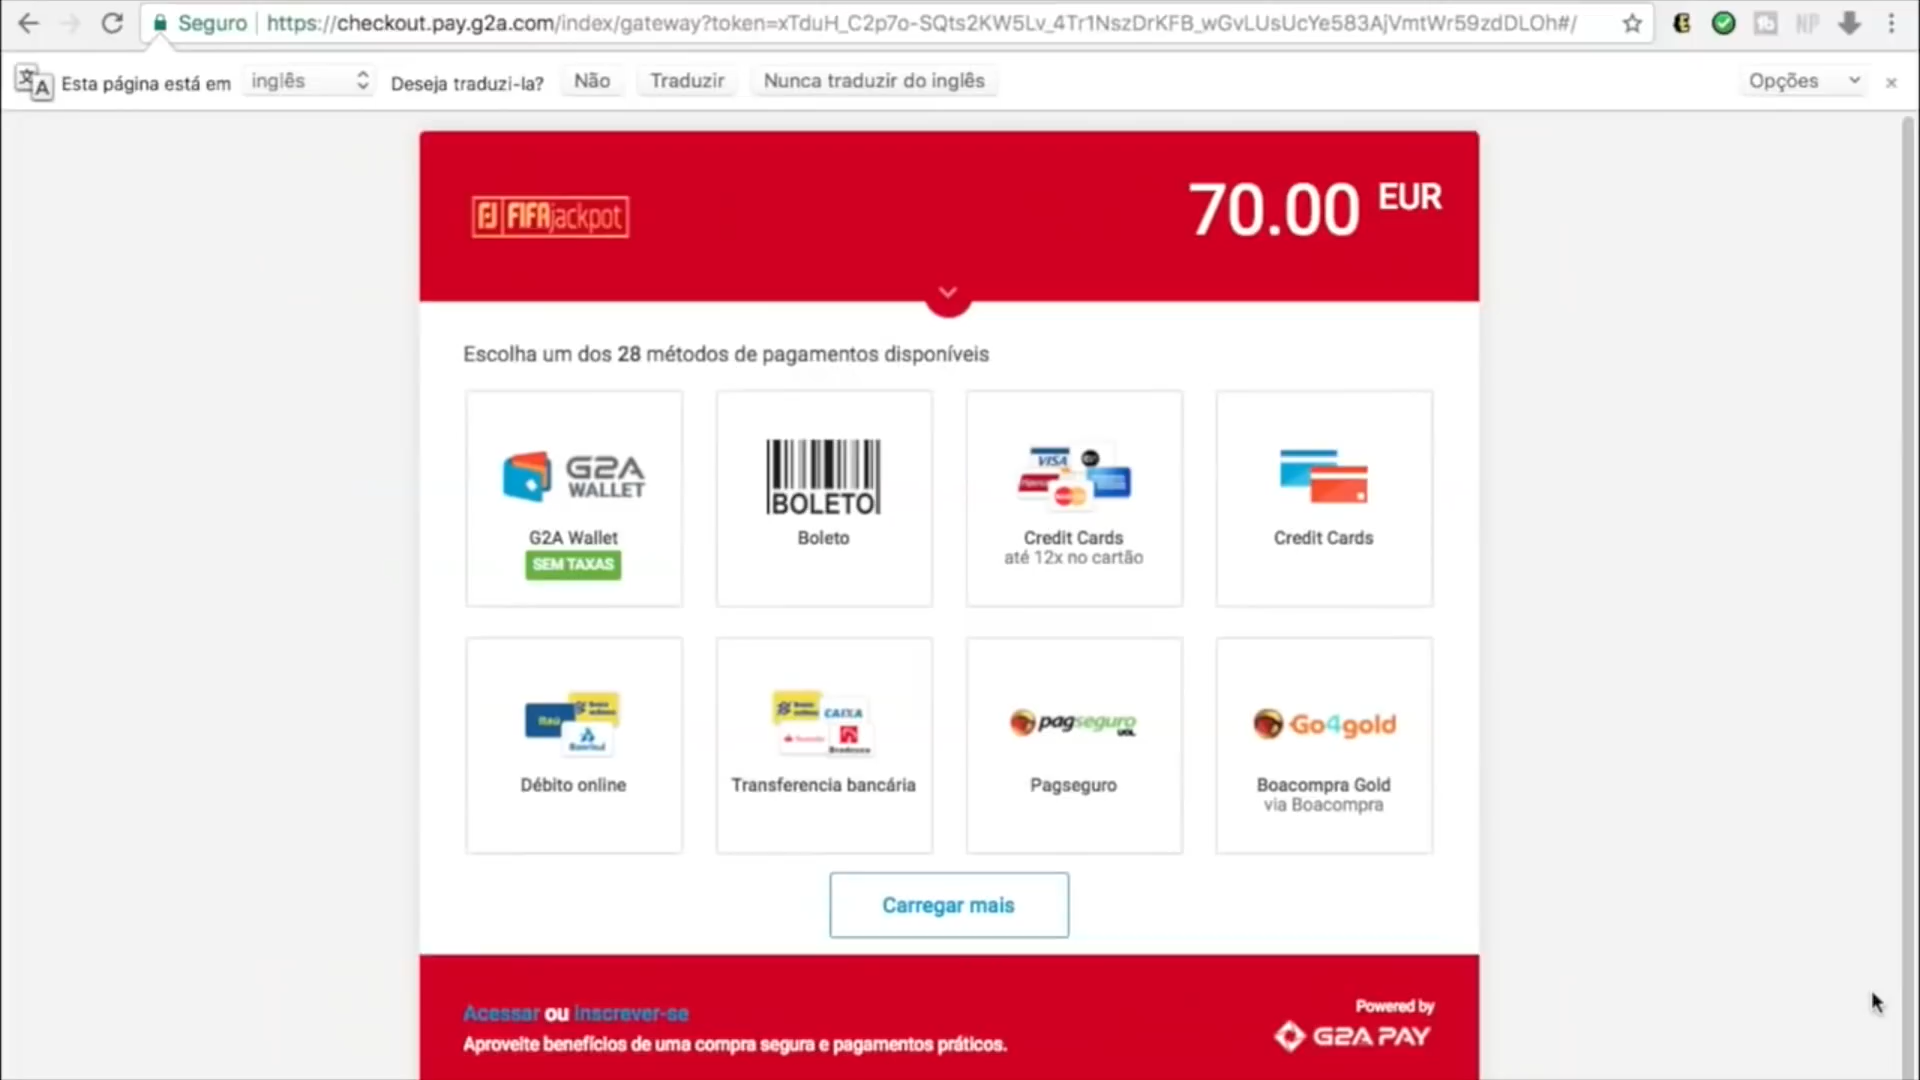 Seguro https://checkout.pay.g2a.com/index/gateway?token=xTduH_C2p7o-SQts2KW5Lv_4Tr1NszDrKFB_wGvLUsUcYe583AjVmtWr59zdDLOh#/
Esta página está em inglês Deseja traduzi-la? Não Traduzir Nunca traduzir do inglês Opções
FIFAjackpot
70.00 EUR
Escolha um dos 28 métodos de pagamentos disponíveis
G2A WALLET
BOLETO
VISA
G2A Wallet
SEM TAXAS
Boleto
Credit Cards
até 12x no cartão
Credit Cards
Itaú
Banrisul
CAIXA
Bradesco
pagseguro UOL
Go4gold
Débito online
Transferencia bancária
Pagseguro
Boacompra Gold
via Boacompra
Carregar mais
Acessar ou inscrever-se
Aproveite benefícios de uma compra segura e pagamentos práticos.
Powered by
G2A PAY